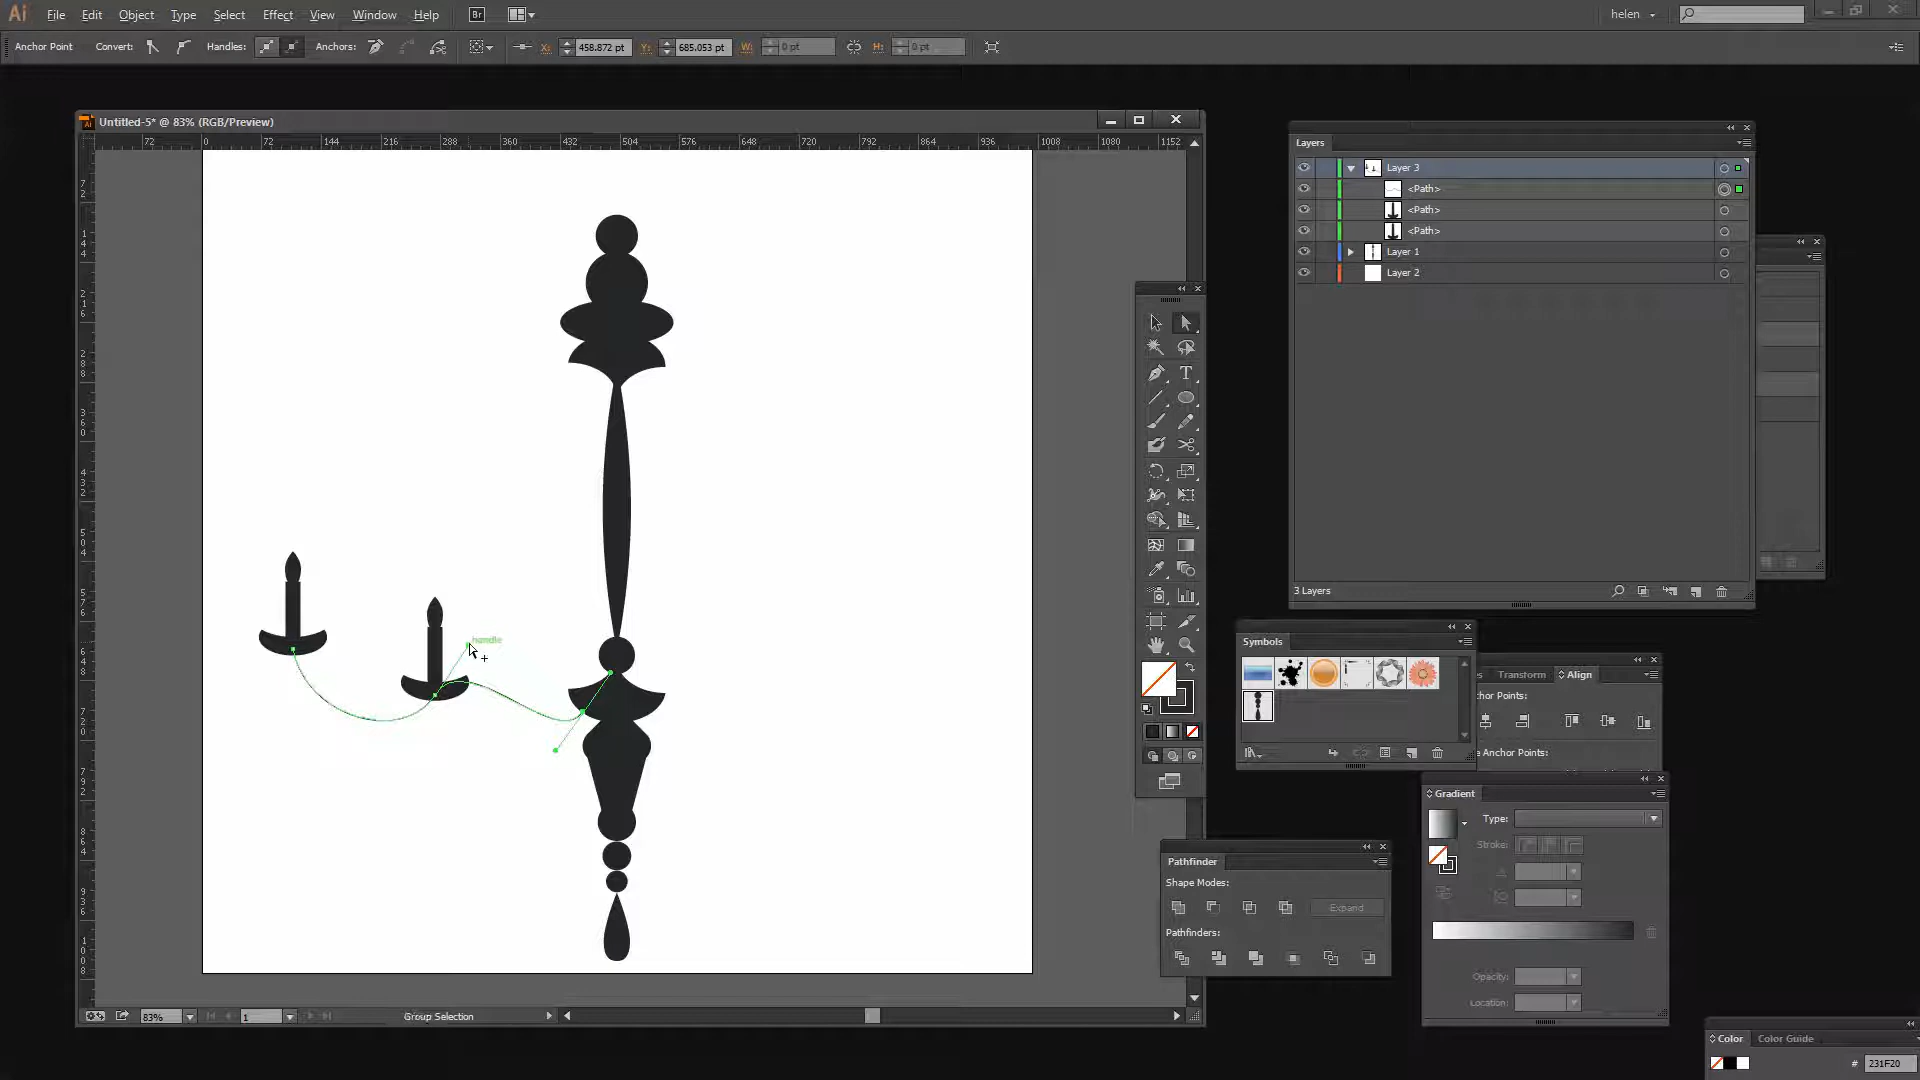 Ai File Edit Object Type Select Effect View Window Help Br helen
Anchor Point Convert: Handles: Anchors: X: 458.872 pt Y: 685.053 pt W: 0 pt H: 0 pt
Untitled-5* @ 83% (RGB/Preview)
72 0 72 144 216 288 360 432 504 576 648 720 792 864 936 1008 1080 1152
Layers
Layer 3
<Path>
<Path>
<Path>
Layer 1
Layer 2
3 Layers
handle
Symbols
Transform Align
chor Points:
e Anchor Points:
Gradient
Type:
Stroke:
Opacity:
Location:
Pathfinder
Shape Modes:
Expand
Pathfinders:
83% 1 Group Selection
Color Color Guide
# 231F20